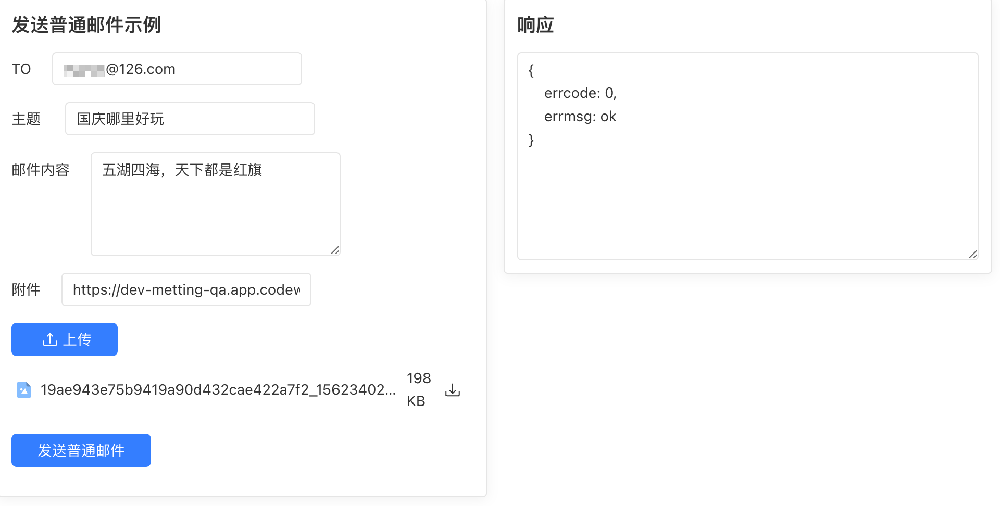 发送普通邮件示例
TO
@126.com
主题
国庆哪里好玩
邮件内容
五湖四海，天下都是红旗
附件
https://dev-metting-qa.app.codew
上传
19ae943e75b9419a90d432cae422a7f2_15623402...
198
KB
发送普通邮件
响应
{
errcode: 0,
errmsg: ok
}